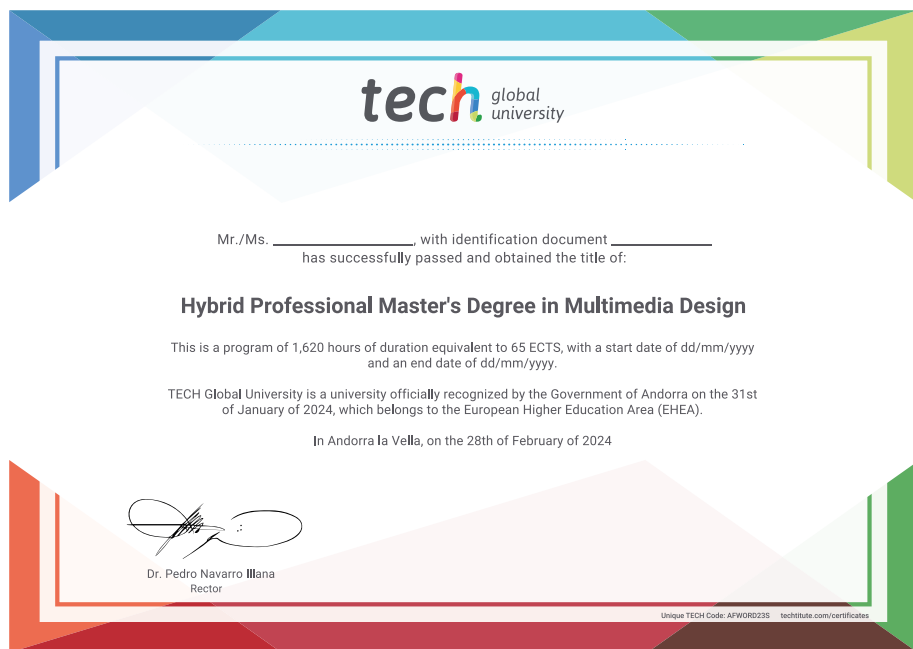 tech global university
Mr./Ms. ____________, with identification document ____________
has successfully passed and obtained the title of:
Hybrid Professional Master's Degree in Multimedia Design
This is a program of 1,620 hours of duration equivalent to 65 ECTS, with a start date of dd/mm/yyyy
and an end date of dd/mm/yyyy.
TECH Global University is a university officially recognized by the Government of Andorra on the 31st
of January of 2024, which belongs to the European Higher Education Area (EHEA).
In Andorra la Vella, on the 28th of February of 2024
Dr. Pedro Navarro Illana
Rector
Unique TECH Code: AFWORD23S techtitute.com/certificates